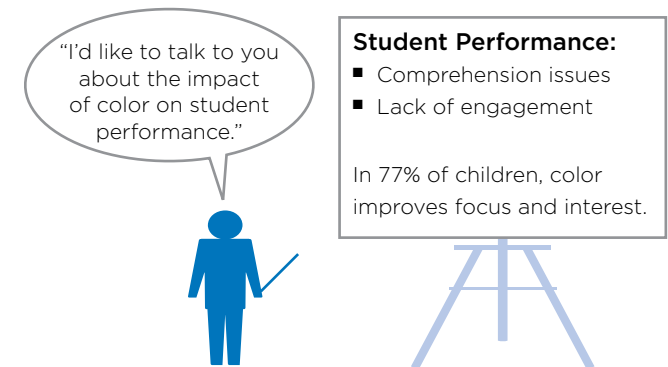 “I’d like to talk to you
about the impact
of color on student
performance.”
Student Performance:
■ Comprehension issues
■ Lack of engagement
In 77% of children, color
improves focus and interest.